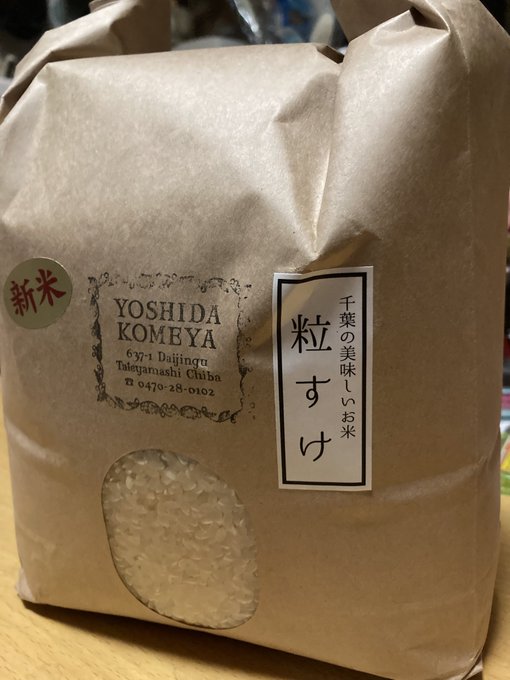 新米
YOSHIDA
KOMEYA
637-1 Daijingu
Tateyamashi Chiba
☎ 0470-28-0102
千葉の美味しいお米
粒すけ